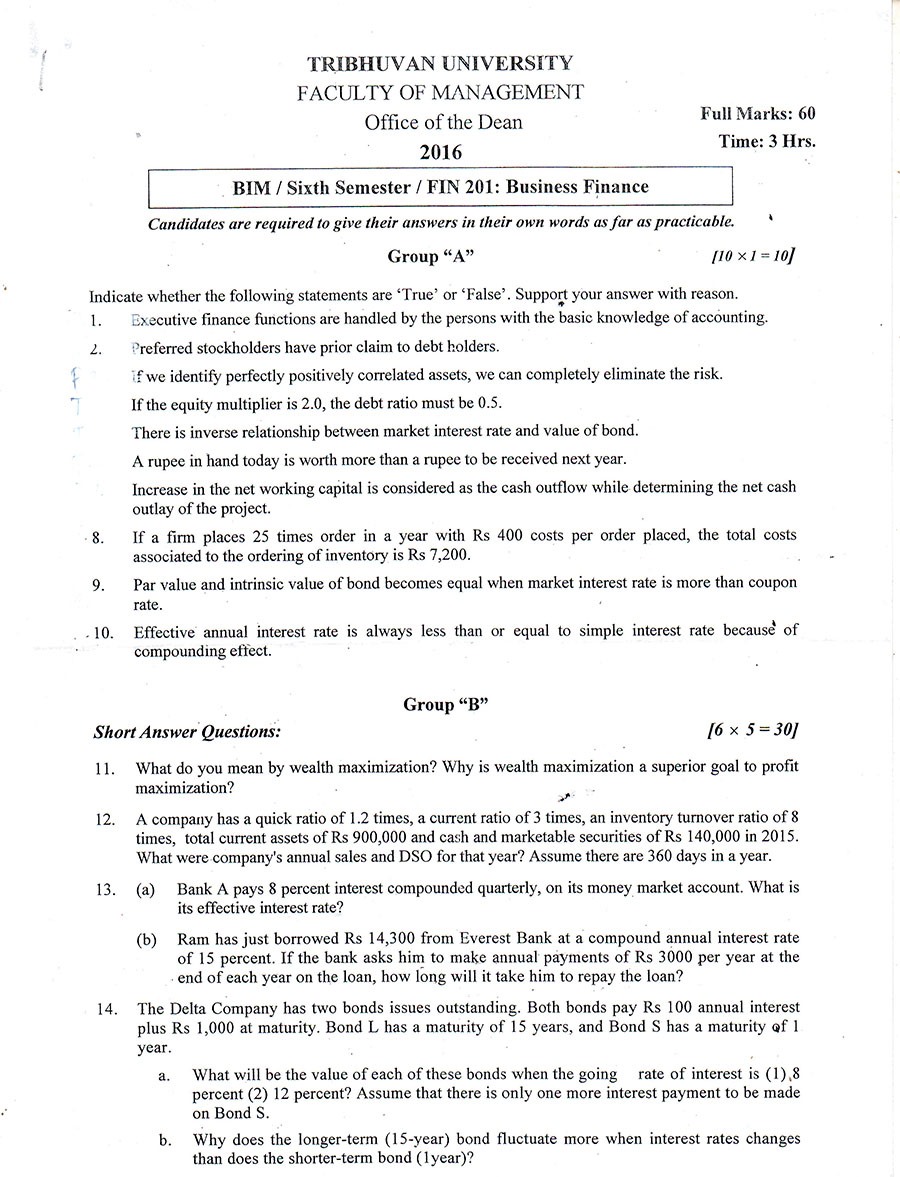 TRIBHUVAN UNIVERSITY
FACULTY OF MANAGEMENT
Office of the Dean
2016
Full Marks: 60
Time: 3 Hrs.
BIM / Sixth Semester / FIN 201: Business Finance
Candidates are required to give their answers in their own words as far as practicable.
Group “A” [10 × 1 = 10]
Indicate whether the following statements are ‘True’ or ‘False’. Support your answer with reason.
1. Executive finance functions are handled by the persons with the basic knowledge of accounting.
2. Preferred stockholders have prior claim to debt holders.
If we identify perfectly positively correlated assets, we can completely eliminate the risk.
If the equity multiplier is 2.0, the debt ratio must be 0.5.
There is inverse relationship between market interest rate and value of bond.
A rupee in hand today is worth more than a rupee to be received next year.
Increase in the net working capital is considered as the cash outflow while determining the net cash
outlay of the project.
8. If a firm places 25 times order in a year with Rs 400 costs per order placed, the total costs
associated to the ordering of inventory is Rs 7,200.
9. Par value and intrinsic value of bond becomes equal when market interest rate is more than coupon
rate.
10. Effective annual interest rate is always less than or equal to simple interest rate because of
compounding effect.
Group “B”
Short Answer Questions: [6 × 5 = 30]
11. What do you mean by wealth maximization? Why is wealth maximization a superior goal to profit
maximization?
12. A company has a quick ratio of 1.2 times, a current ratio of 3 times, an inventory turnover ratio of 8
times, total current assets of Rs 900,000 and cash and marketable securities of Rs 140,000 in 2015.
What were company's annual sales and DSO for that year? Assume there are 360 days in a year.
13. (a) Bank A pays 8 percent interest compounded quarterly, on its money market account. What is
its effective interest rate?
(b) Ram has just borrowed Rs 14,300 from Everest Bank at a compound annual interest rate
of 15 percent. If the bank asks him to make annual payments of Rs 3000 per year at the
end of each year on the loan, how long will it take him to repay the loan?
14. The Delta Company has two bonds issues outstanding. Both bonds pay Rs 100 annual interest
plus Rs 1,000 at maturity. Bond L has a maturity of 15 years, and Bond S has a maturity of 1
year.
a. What will be the value of each of these bonds when the going rate of interest is (1) 8
percent (2) 12 percent? Assume that there is only one more interest payment to be made
on Bond S.
b. Why does the longer-term (15-year) bond fluctuate more when interest rates changes
than does the shorter-term bond (1year)?